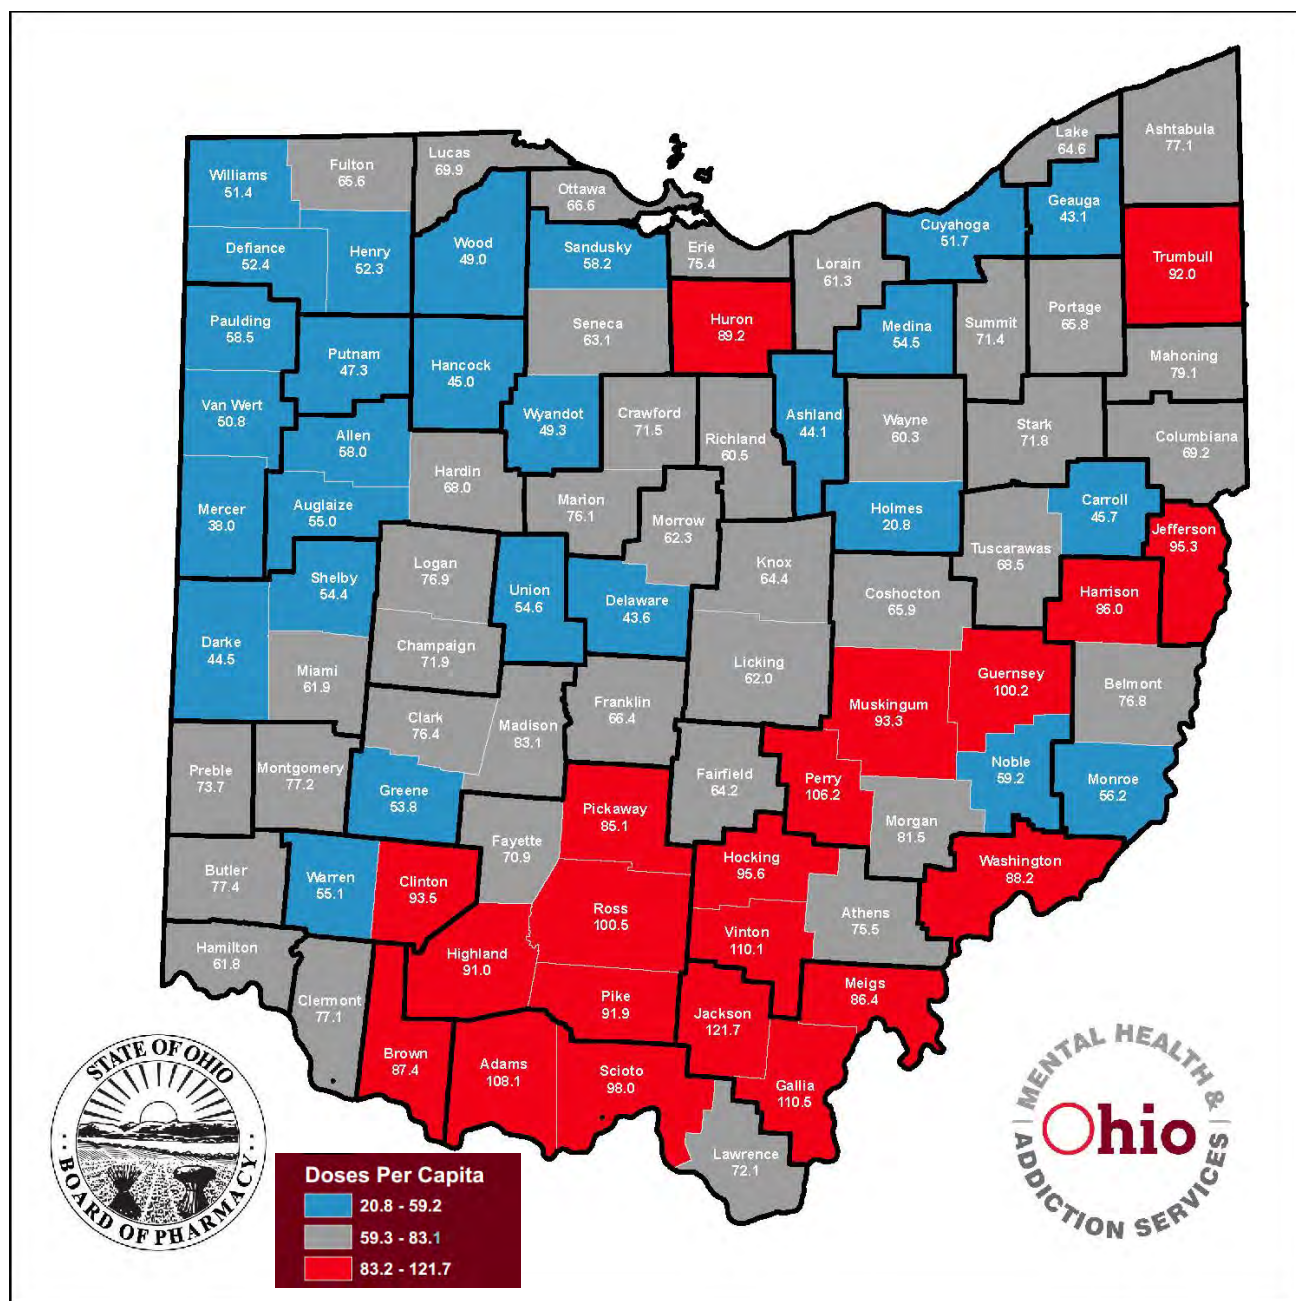 Lake
64.6
Ashtabula
77.1
Williams
51.4
Fulton
65.6
Lucas
69.9
Ottawa
66.6
Geauga
43.1
Cuyahoga
51.7
Defiance
52.4
Henry
52.3
Wood
49.0
Sandusky
58.2
Erie
75.4
Lorain
61.3
Trumbull
92.0
Paulding
58.5
Putnam
47.3
Hancock
45.0
Seneca
63.1
Huron
89.2
Medina
54.5
Summit
71.4
Portage
65.8
Mahoning
79.1
Van Wert
50.8
Allen
58.0
Wyandot
49.3
Crawford
71.5
Richland
60.5
Ashland
44.1
Wayne
60.3
Stark
71.8
Columbiana
69.2
Mercer
38.0
Auglaize
55.0
Hardin
68.0
Marion
76.1
Morrow
62.3
Holmes
20.8
Carroll
45.7
Jefferson
95.3
Shelby
54.4
Logan
76.9
Union
54.6
Delaware
43.6
Knox
64.4
Coshocton
65.9
Tuscarawas
68.5
Harrison
86.0
Darke
44.5
Miami
61.9
Champaign
71.9
Licking
62.0
Muskingum
93.3
Guernsey
100.2
Belmont
76.8
Clark
76.4
Madison
83.1
Franklin
66.4
Preble
73.7
Montgomery
77.2
Greene
53.8
Fairfield
64.2
Perry
106.2
Noble
59.2
Monroe
56.2
Pickaway
85.1
Fayette
70.9
Morgan
81.5
Butler
77.4
Warren
55.1
Clinton
93.5
Hocking
95.6
Washington
88.2
Ross
100.5
Athens
75.5
Vinton
110.1
Hamilton
61.8
Highland
91.0
Clermont
77.1
Pike
91.9
Jackson
121.7
Meigs
86.4
Brown
87.4
Adams
108.1
Scioto
98.0
Gallia
110.5
Lawrence
72.1
STATE OF OHIO
BOARD OF PHARMACY
Doses Per Capita
20.8 - 59.2
59.3 - 83.1
83.2 - 121.7
MENTAL HEALTH &
Ohio
ADDICTION SERVICES